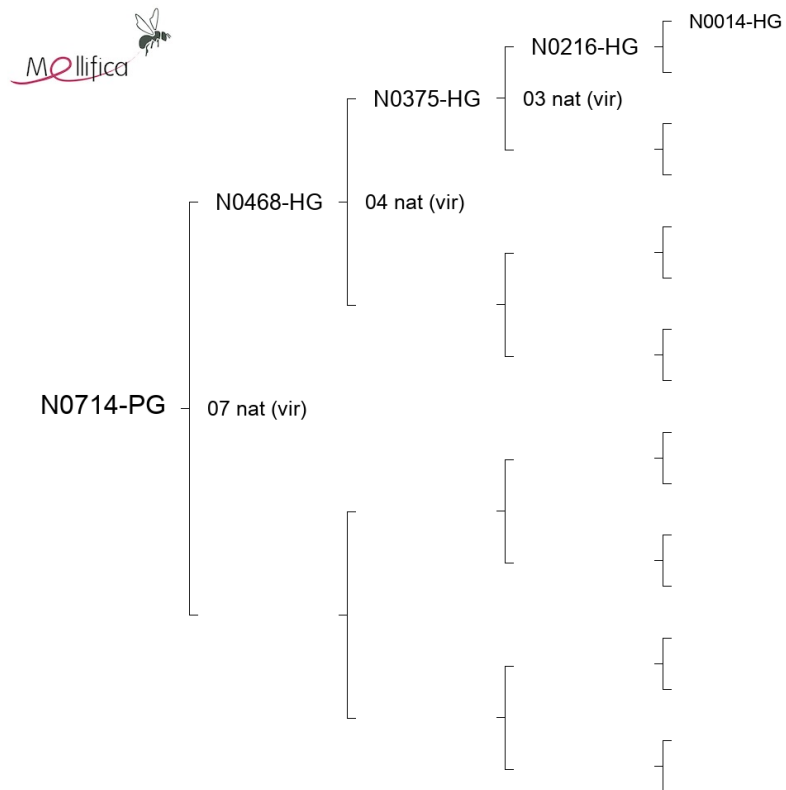 Mellifica
N0014-HG
N0216-HG
N0375-HG
03 nat (vir)
N0468-HG
04 nat (vir)
N0714-PG
07 nat (vir)